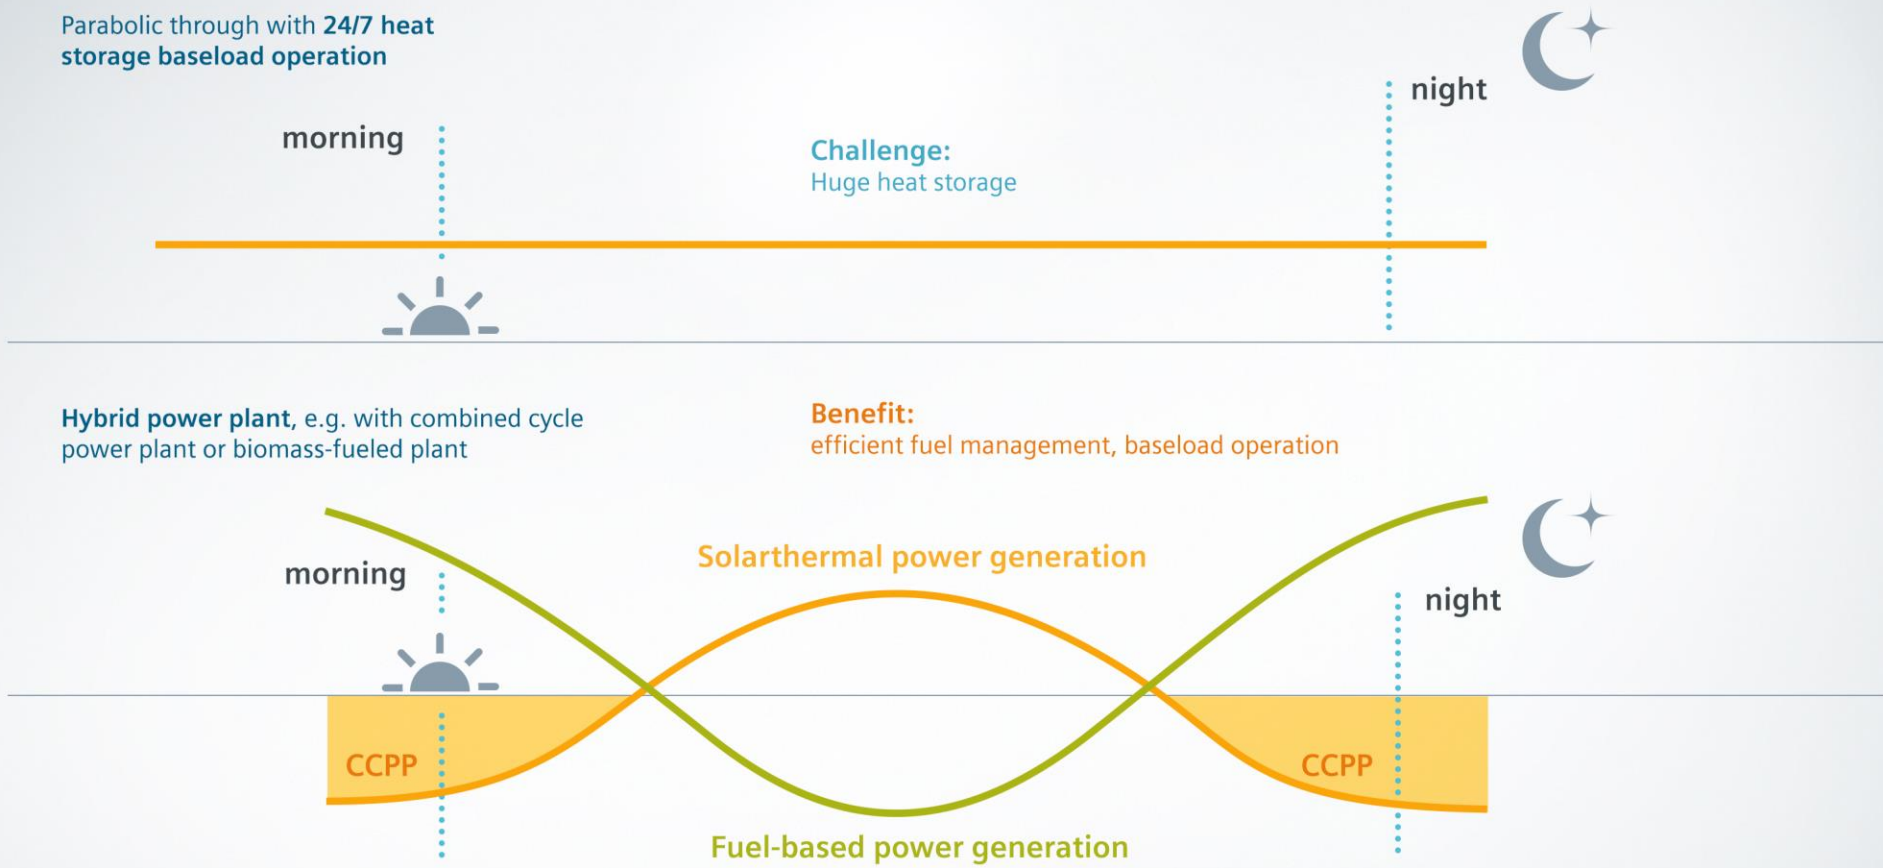 Parabolic through with 24/7 heat
storage baseload operation
night
morning
Challenge:
Huge heat storage
Hybrid power plant, e.g. with combined cycle
power plant or biomass-fueled plant
Benefit:
efficient fuel management, baseload operation
Solarthermal power generation
morning
night
CCPP
CCPP
Fuel-based power generation